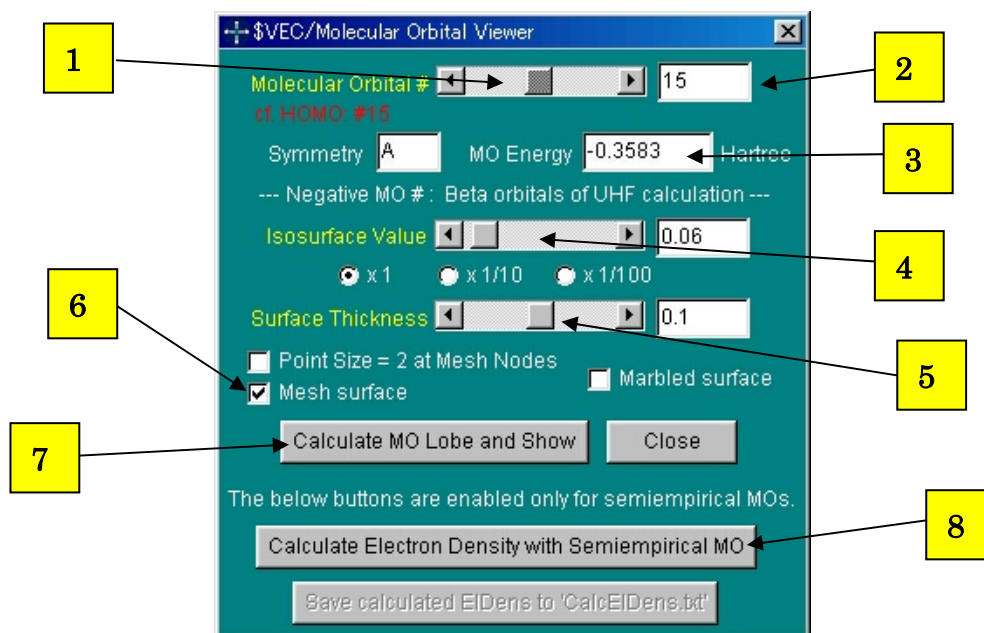 $VEC/Molecular Orbital Viewer
1
Molecular Orbital # 15
2
cf. HOMO: #15
Symmetry A MO Energy -0.3583 Hartree
3
--- Negative MO # : Beta orbitals of UHF calculation ---
Isosurface Value 0.06
4
x 1 x 1/10 x 1/100
6
Surface Thickness 0.1
Point Size = 2 at Mesh Nodes
Marbled surface
5
Mesh surface
7
Calculate MO Lobe and Show Close
The below buttons are enabled only for semiempirical MOs.
8
Calculate Electron Density with Semiempirical MO
Save calculated ElDens to 'CalcElDens.txt'